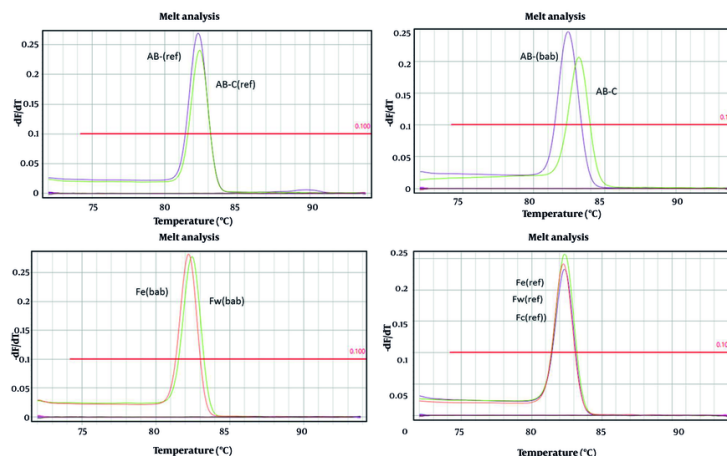 Melt analysis
0.25
0.2
0.15
0.1
0.05
0
-dF/dT
AB-(ref)
AB-C(ref)
0.100
75
80
85
90
Temperature (°C)
Melt analysis
0.25
0.2
0.15
0.1
0.05
0
-dF/dT
AB-(bab)
AB-C
75
80
85
90
Temperature (°C)
Melt analysis
0.25
0.2
0.15
0.1
0.05
0
-dF/dT
Fe(bab)
Fw(bab)
0.100
75
80
85
90
Temperature (°C)
Melt analysis
0.25
0.2
0.15
0.1
0.05
0
-dF/dT
Fe(ref)
Fw(ref)
Fc(ref))
75
80
85
90
Temperature (°C)